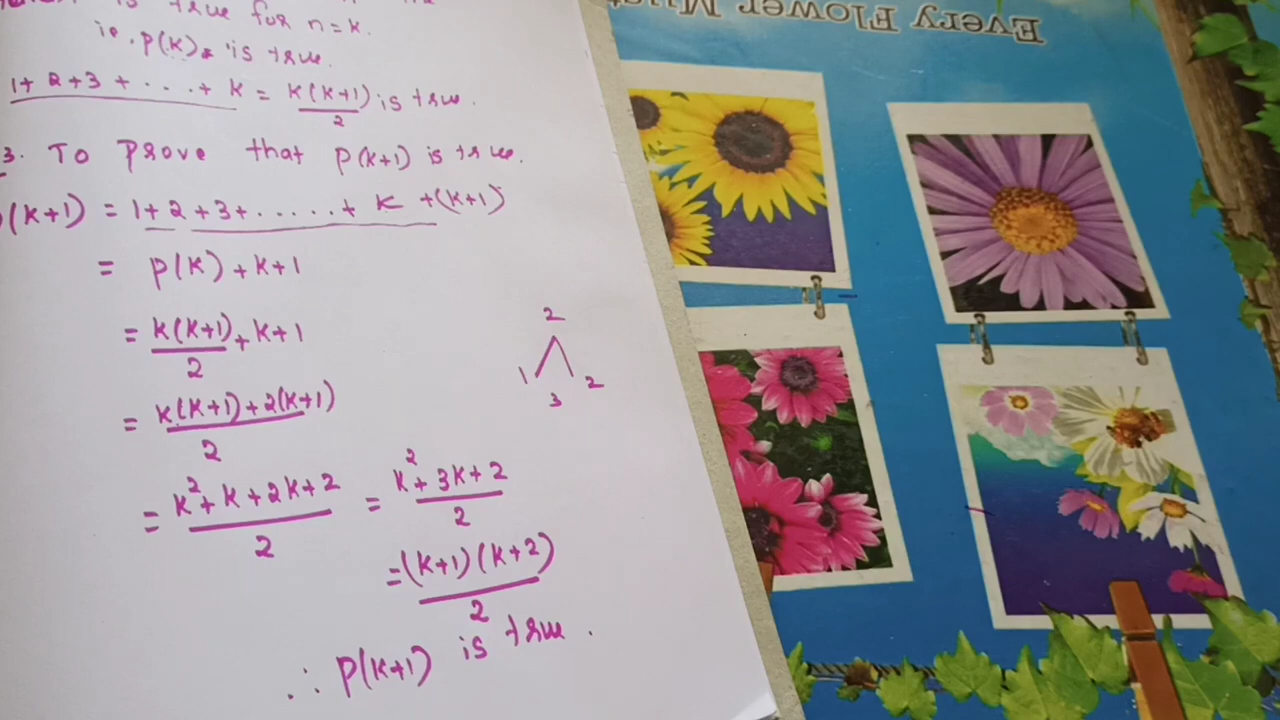 is true for n=k.
ie. p(k) is true.
1+2+3+.....+k = k(k+1)/2 is true.
3. To prove that p(k+1) is true.
p(k+1) = 1+2+3+......+k+(k+1)
= p(k)+k+1
= k(k+1)/2 + k+1
= k(k+1)+2(k+1)/2
= k²+k+2k+2/2 = k²+3k+2/2
= (k+1)(k+2)/2
∴ p(k+1) is true.
2
1 2
3
Every Flower Must